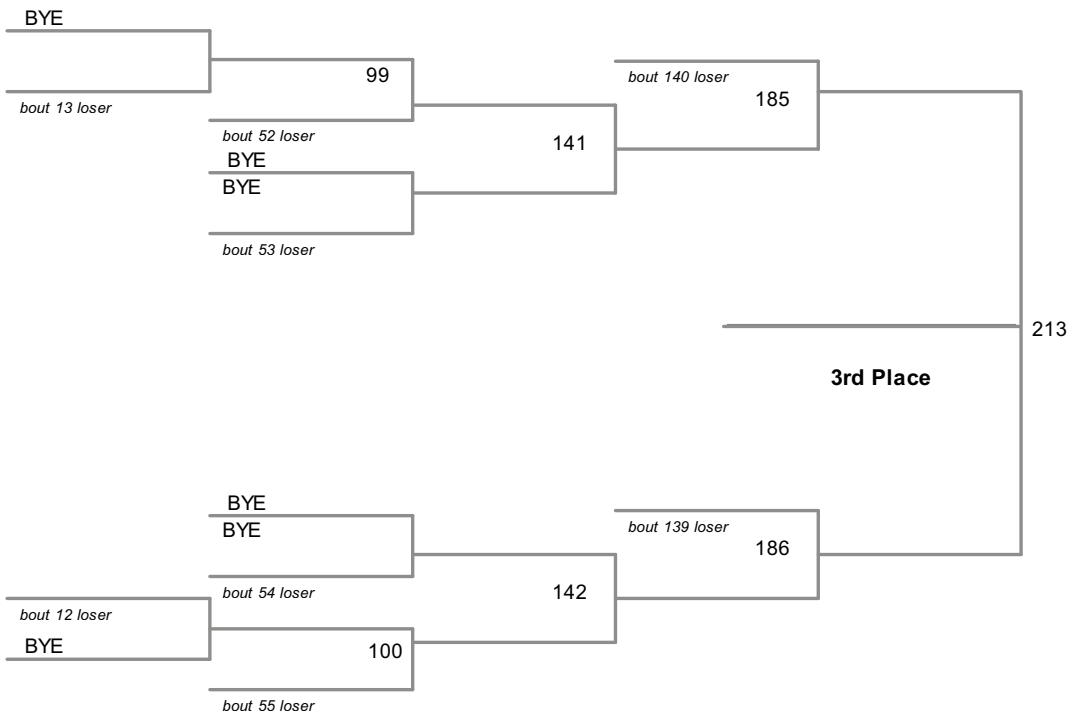 BYE
99
bout 140 loser
bout 13 loser
185
bout 52 loser
141
BYE
BYE
bout 53 loser
213
3rd Place
BYE
BYE
bout 139 loser
186
bout 54 loser
142
bout 12 loser
BYE
100
bout 55 loser